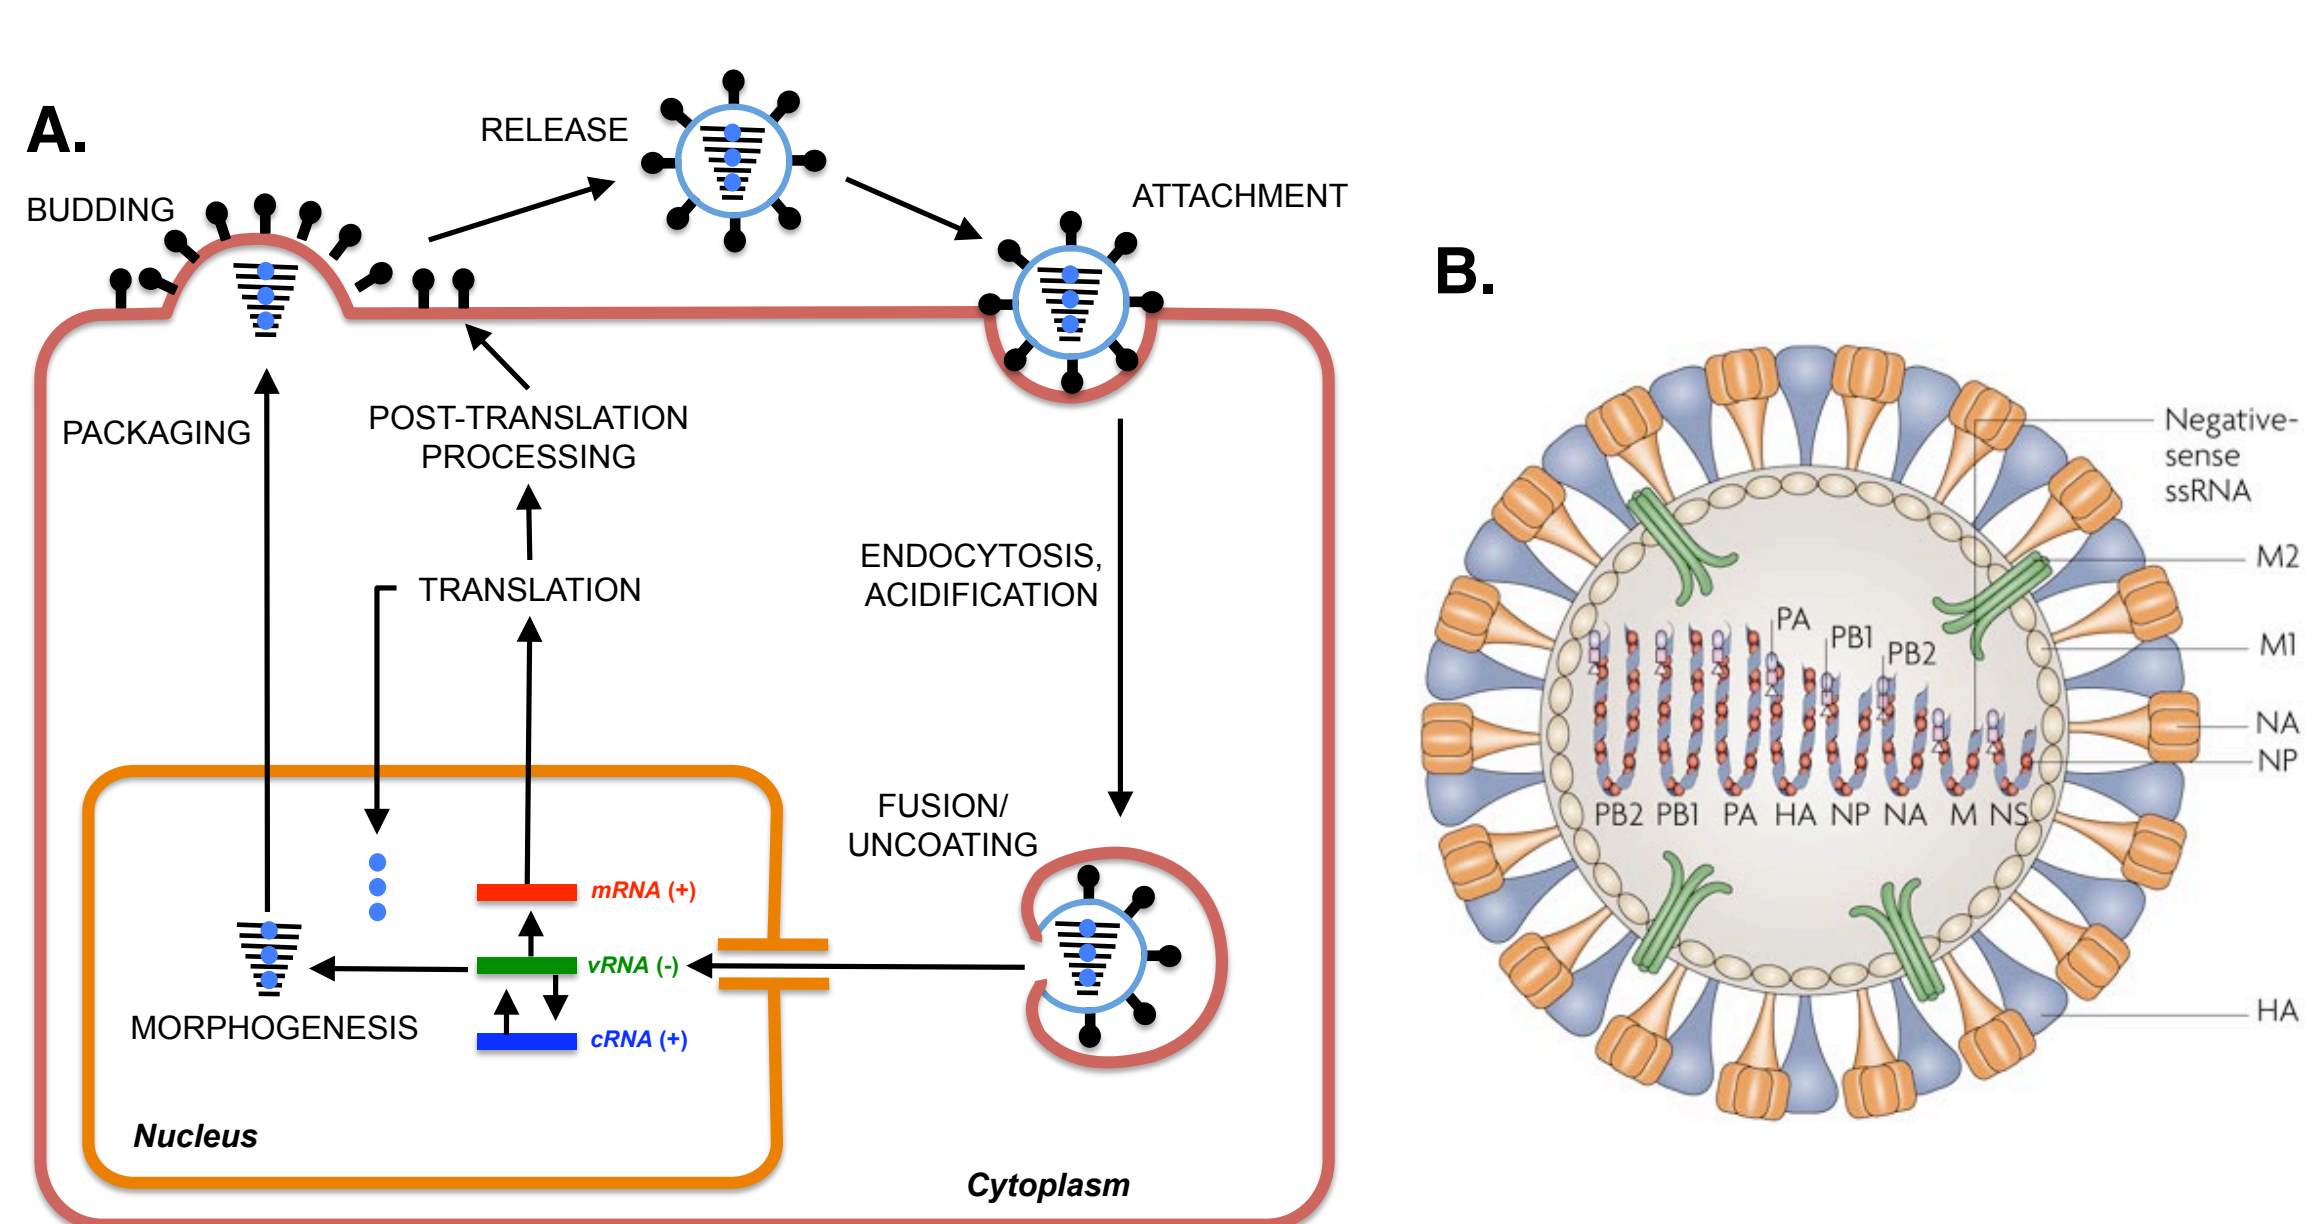 A.
RELEASE
ATTACHMENT
BUDDING
PACKAGING
POST-TRANSLATION
PROCESSING
TRANSLATION
ENDOCYTOSIS,
ACIDIFICATION
FUSION/
UNCOATING
mRNA (+)
vRNA (-)
cRNA (+)
MORPHOGENESIS
Nucleus
Cytoplasm
B.
Negative-
sense
ssRNA
M2
M1
NA
NP
HA
PA
PB1
PB2
PB2 PB1 PA HA NP NA M NS